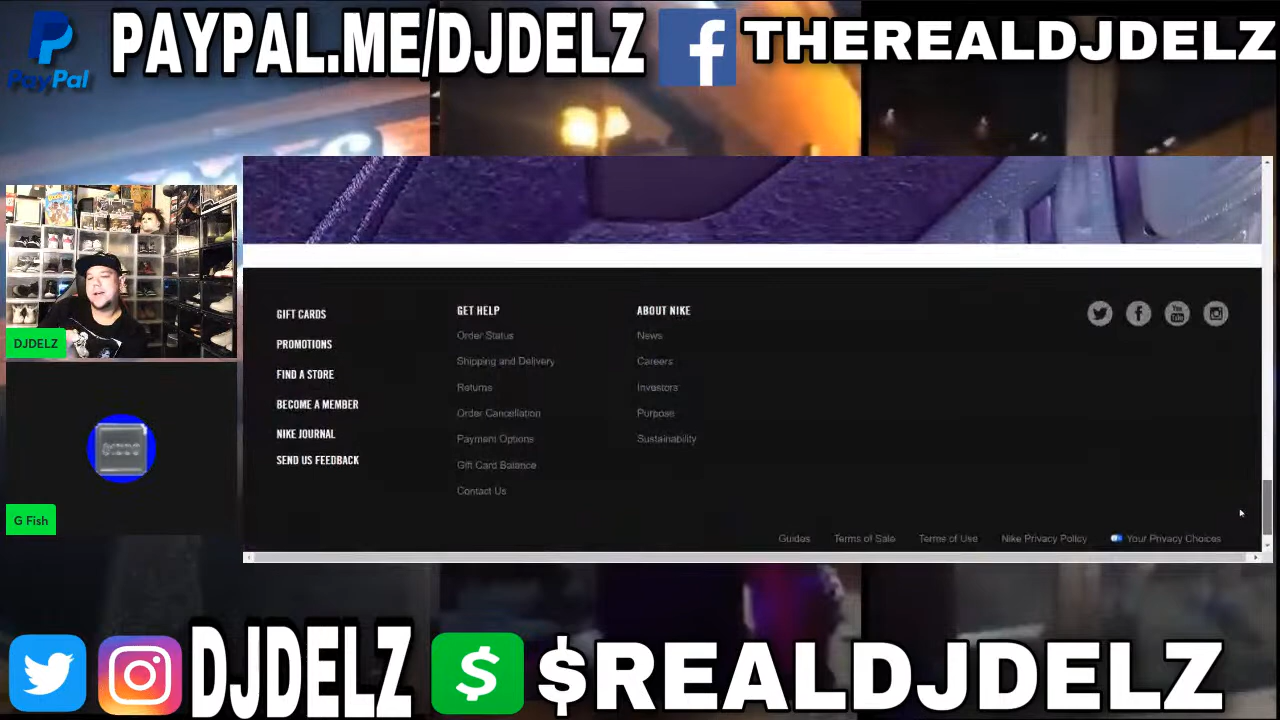 PAYPAL.ME/DJDELZ
THEREALDJDELZ
PayPal
DJDELZ
G Fish
GIFT CARDS
PROMOTIONS
FIND A STORE
BECOME A MEMBER
NIKE JOURNAL
SEND US FEEDBACK
GET HELP
Order Status
Shipping and Delivery
Returns
Order Cancellation
Payment Options
Gift Card Balance
Contact Us
ABOUT NIKE
News
Careers
Investors
Purpose
Sustainability
You Tube
Guides
Terms of Sale
Terms of Use
Nike Privacy Policy
Your Privacy Choices
DJDELZ
$REALDJDELZ